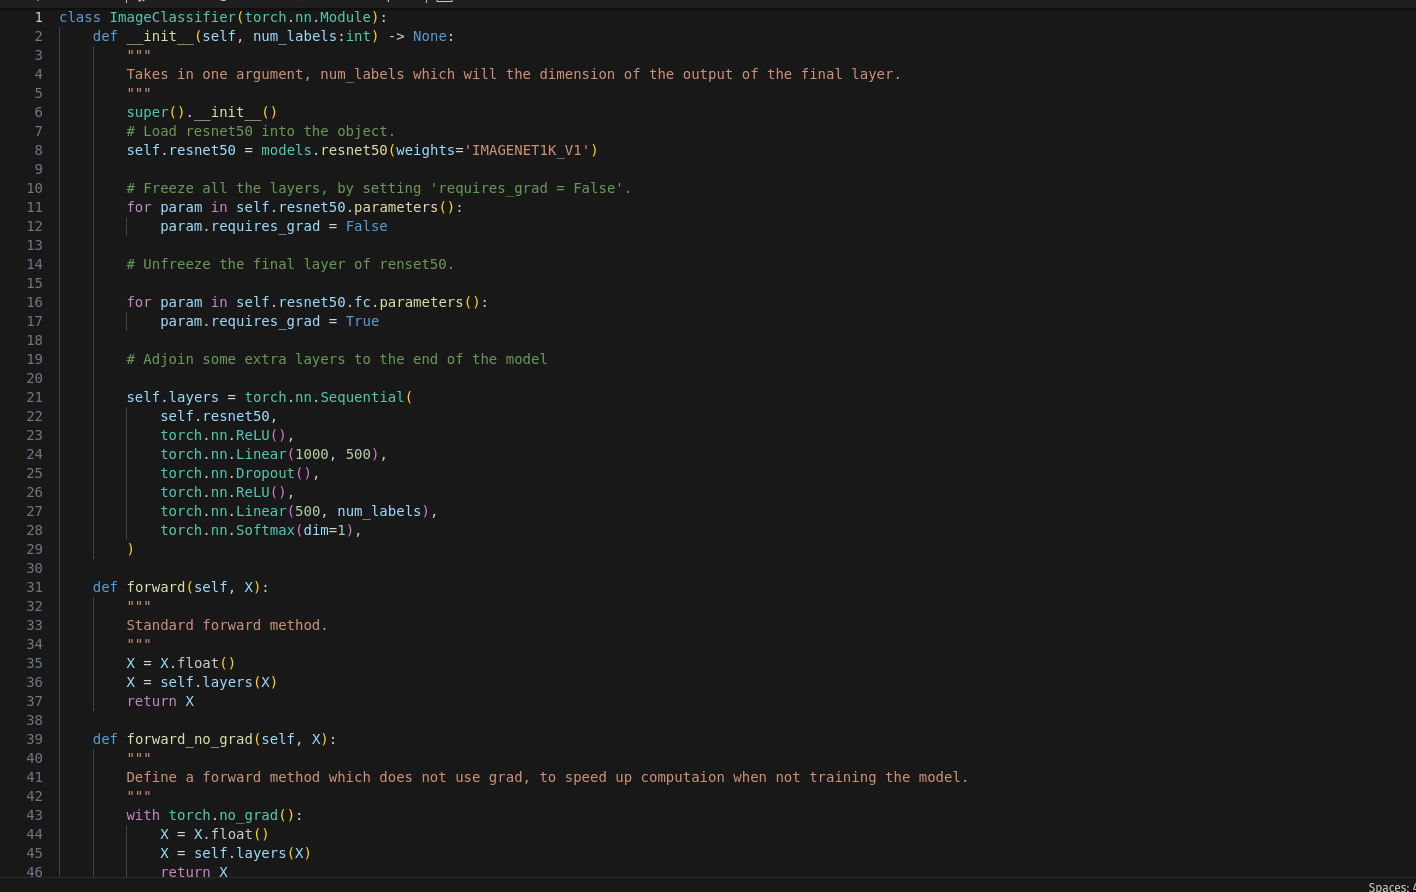 1 class ImageClassifier(torch.nn.Module):
2     def __init__(self, num_labels:int) -> None:
3         """
4         Takes in one argument, num_labels which will the dimension of the output of the final layer.
5         """
6         super().__init__()
7         # Load resnet50 into the object.
8         self.resnet50 = models.resnet50(weights='IMAGENET1K_V1')
9
10         # Freeze all the layers, by setting 'requires_grad = False'.
11         for param in self.resnet50.parameters():
12             param.requires_grad = False
13
14         # Unfreeze the final layer of renset50.
15
16         for param in self.resnet50.fc.parameters():
17             param.requires_grad = True
18
19         # Adjoin some extra layers to the end of the model
20
21         self.layers = torch.nn.Sequential(
22             self.resnet50,
23             torch.nn.ReLU(),
24             torch.nn.Linear(1000, 500),
25             torch.nn.Dropout(),
26             torch.nn.ReLU(),
27             torch.nn.Linear(500, num_labels),
28             torch.nn.Softmax(dim=1),
29         )
30
31     def forward(self, X):
32         """
33         Standard forward method.
34         """
35         X = X.float()
36         X = self.layers(X)
37         return X
38
39     def forward_no_grad(self, X):
40         """
41         Define a forward method which does not use grad, to speed up computaion when not training the model.
42         """
43         with torch.no_grad():
44             X = X.float()
45             X = self.layers(X)
46             return X
Spaces: